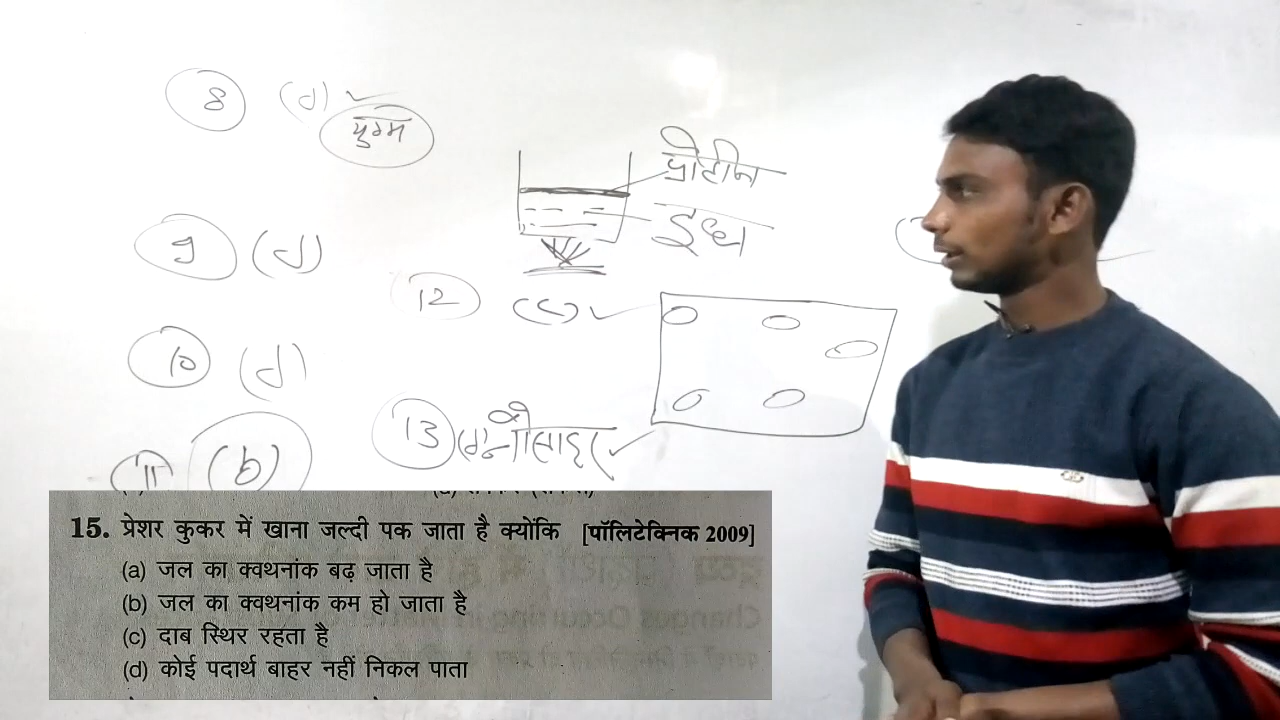 8 (d)
युग्म
प्रोटीन
9 (d)
दुध
12 (c)
10 (d)
13 (d) नौसादर
11 (b)
15. प्रेशर कुकर में खाना जल्दी पक जाता है क्योंकि [पॉलिटेक्निक 2009]
(a) जल का क्वथनांक बढ़ जाता है
(b) जल का क्वथनांक कम हो जाता है
(c) दाब स्थिर रहता है
(d) कोई पदार्थ बाहर नहीं निकल पाता